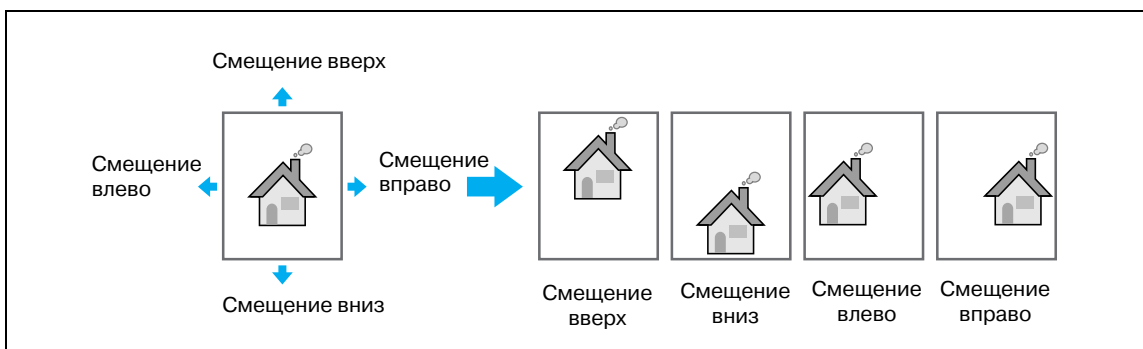 Смещение вверх
Смещение
влево
Смещение
вправо
Смещение вниз
Смещение
вверх
Смещение
вниз
Смещение
влево
Смещение
вправо